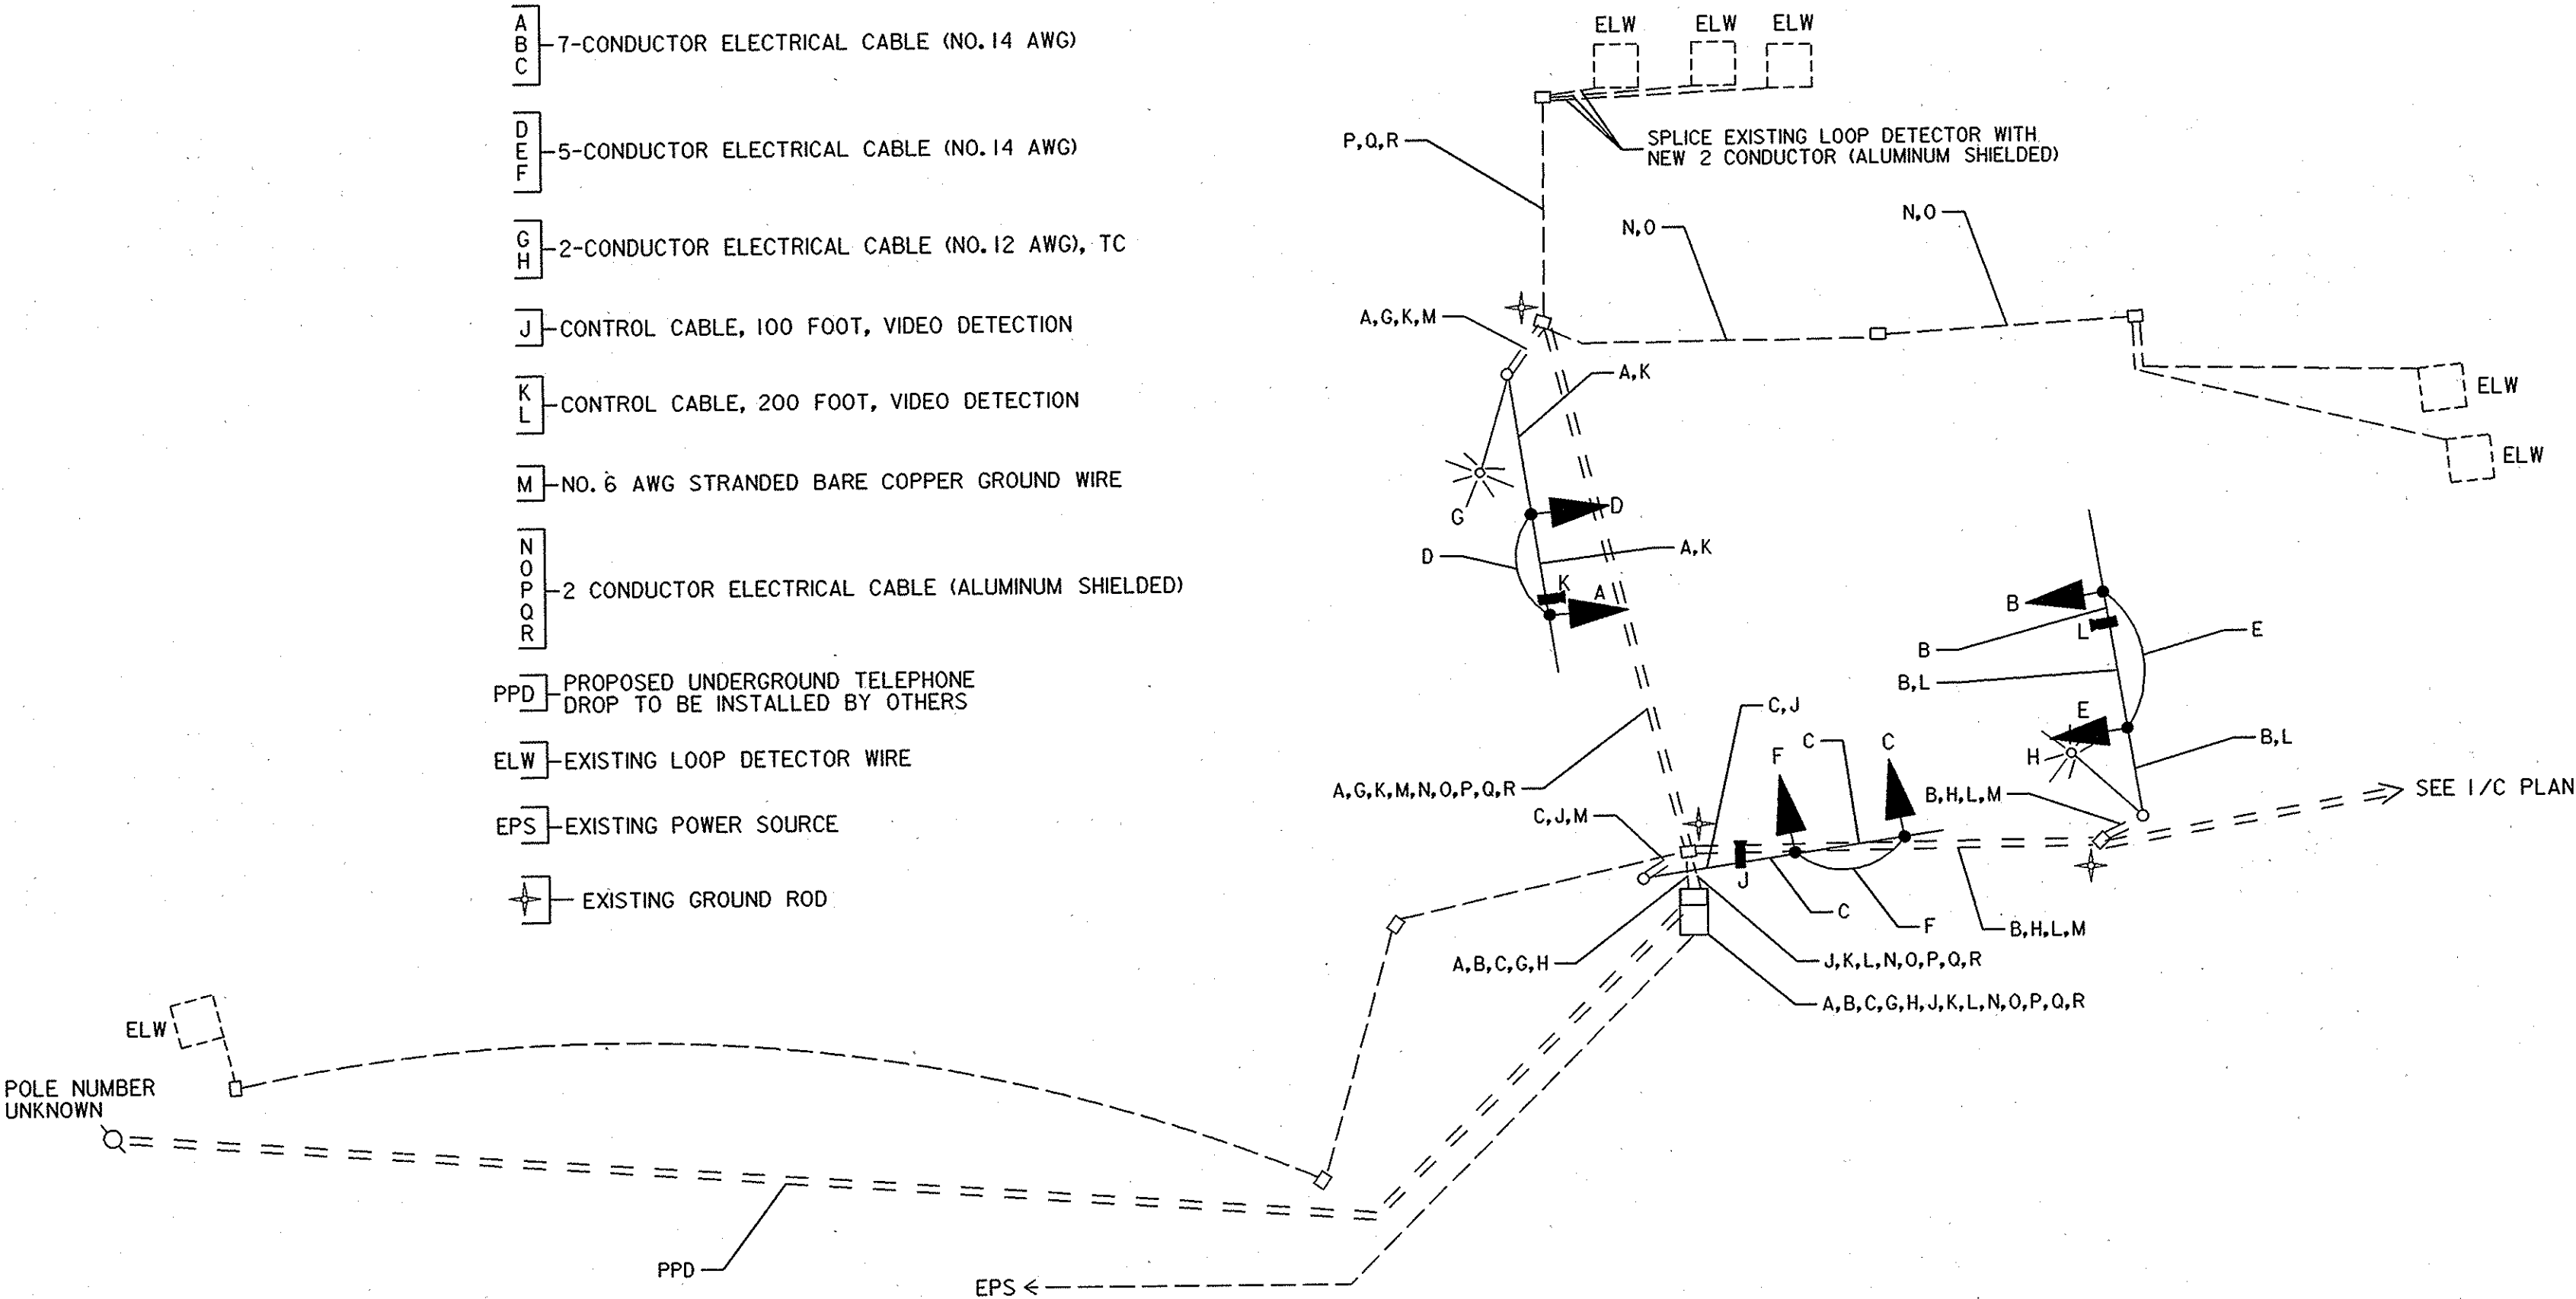 A
B
C
7-CONDUCTOR ELECTRICAL CABLE (NO.14 AWG)
D
E
F
5-CONDUCTOR ELECTRICAL CABLE (NO.14 AWG)
G
H
2-CONDUCTOR ELECTRICAL CABLE (NO.12 AWG), TC
J
CONTROL CABLE, 100 FOOT, VIDEO DETECTION
K
L
CONTROL CABLE, 200 FOOT, VIDEO DETECTION
M
NO.6 AWG STRANDED BARE COPPER GROUND WIRE
N
O
P
Q
R
2 CONDUCTOR ELECTRICAL CABLE (ALUMINUM SHIELDED)
PPD
PROPOSED UNDERGROUND TELEPHONE
DROP TO BE INSTALLED BY OTHERS
ELW
EXISTING LOOP DETECTOR WIRE
EPS
EXISTING POWER SOURCE
EXISTING GROUND ROD
ELW
ELW
ELW
SPLICE EXISTING LOOP DETECTOR WITH
NEW 2 CONDUCTOR (ALUMINUM SHIELDED)
P,Q,R
N,O
N,O
A,G,K,M
A,K
ELW
ELW
G
D
D
A,K
K
A
B
L
B
E
B,L
E
H
B,L
C,J
C
C
F
A,G,K,M,N,O,P,Q,R
C,J,M
B,H,L,M
SEE I/C PLAN
J
C
F
B,H,L,M
A,B,C,G,H
J,K,L,N,O,P,Q,R
A,B,C,G,H,J,K,L,N,O,P,Q,R
ELW
POLE NUMBER
UNKNOWN
PPD
EPS